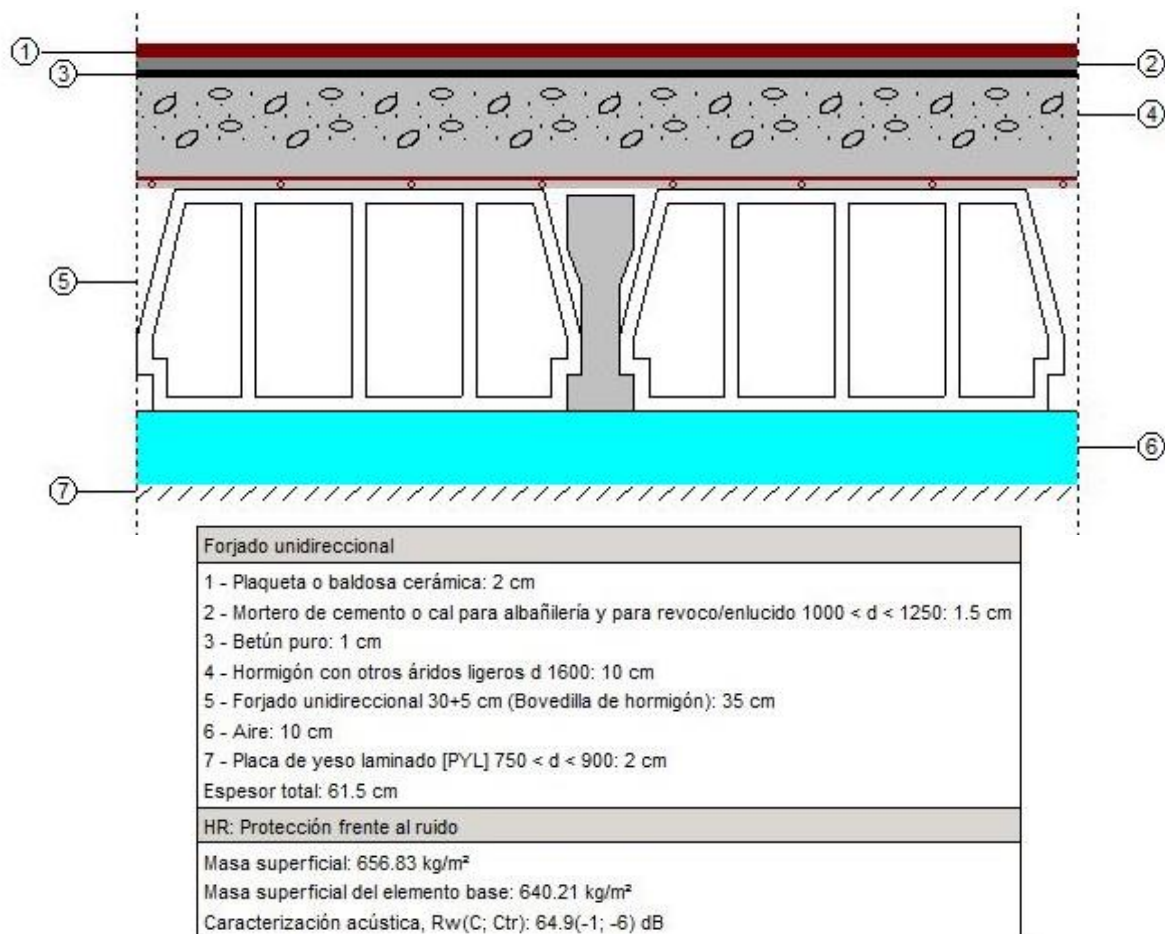 1
2
3
4
5
6
7
Forjado unidireccional
1 - Plaqueta o baldosa cerámica: 2 cm
2 - Mortero de cemento o cal para albañilería y para revoco/enlucido 1000 < d < 1250: 1.5 cm
3 - Betún puro: 1 cm
4 - Hormigón con otros áridos ligeros d 1600: 10 cm
5 - Forjado unidireccional 30+5 cm (Bovedilla de hormigón): 35 cm
6 - Aire: 10 cm
7 - Placa de yeso laminado [PYL] 750 < d < 900: 2 cm
Espesor total: 61.5 cm
HR: Protección frente al ruido
Masa superficial: 656.83 kg/m²
Masa superficial del elemento base: 640.21 kg/m²
Caracterización acústica, Rw(C; Ctr): 64.9(-1; -6) dB